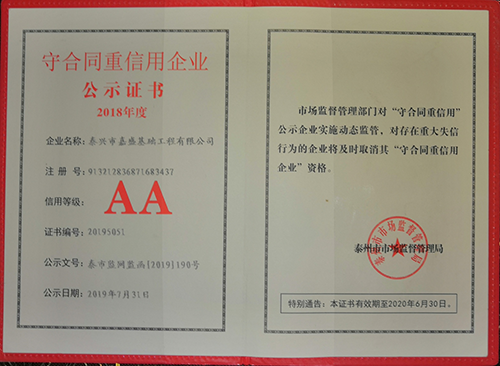 守合同重信用企业
公示证书
2018年度
企业名称：泰兴市嘉盛基础工程有限公司
注 册 号：913212836871683437
信用等级：
AA
证书编号：20195051
公示文号：泰市监网监函[2019]190号
公示日期：2019年7月31日
市场监督管理部门对“守合同重信用”
公示企业实施动态监管，对存在重大失信
行为的企业将及时取消其“守合同重信用
企业”资格。
泰州市市场监督管理局
泰州市市场监督管理局
特别通告：本证书有效期至2020年6月30日。